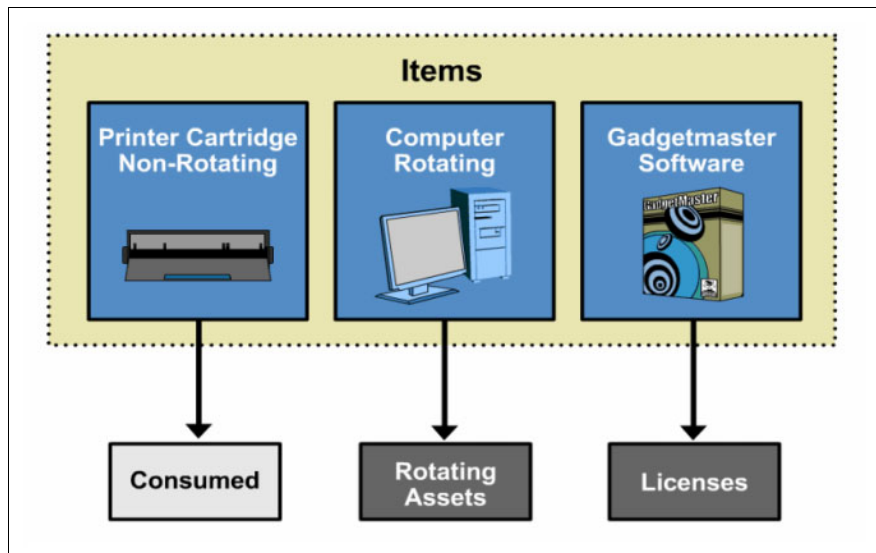 Items
Printer Cartridge
Non-Rotating
Computer
Rotating
Gadgetmaster
Software
GadgetMaster
Consumed
Rotating
Assets
Licenses